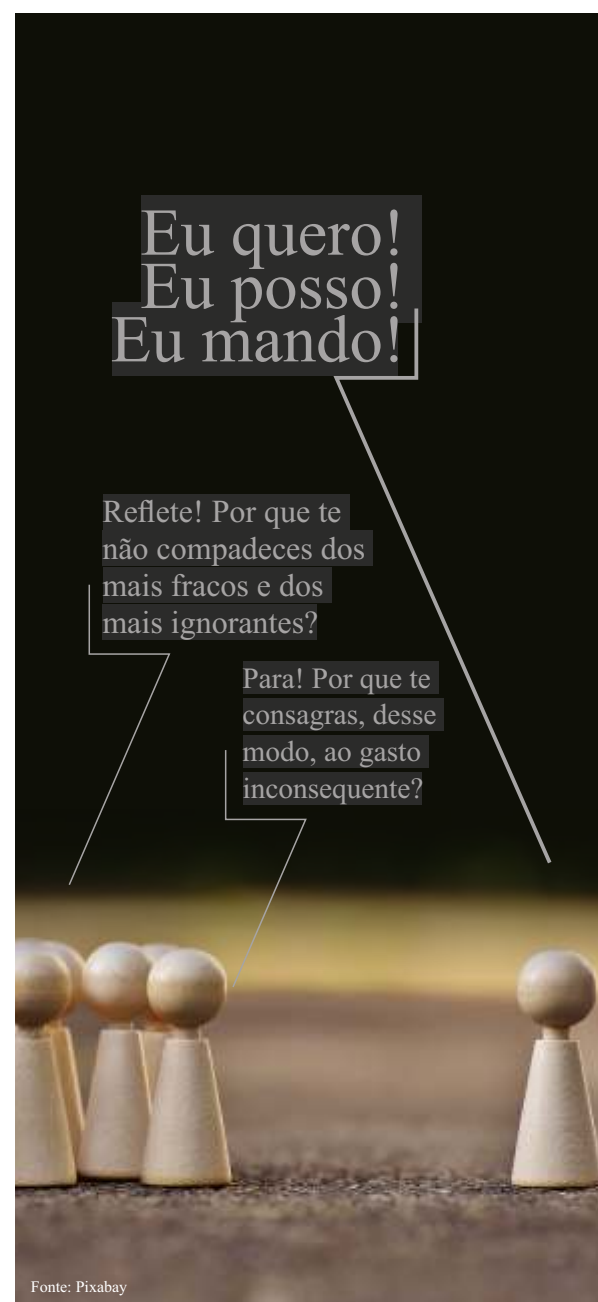 Eu quero!
Eu posso!
Eu mando!
Reflete! Por que te
não compadeces dos
mais fracos e dos
mais ignorantes?
Para! Por que te
consagras, desse
modo, ao gasto
inconsequente?
Fonte: Pixabay